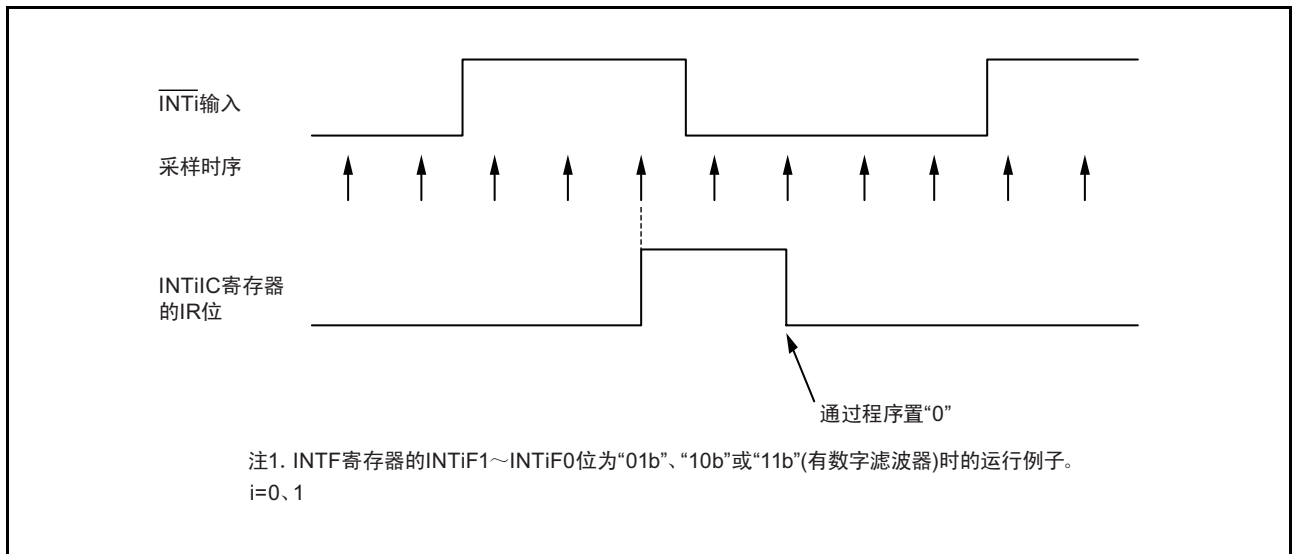 INTi输入
采样时序
INTiIC寄存器
的IR位
通过程序置“0”
注1. INTF寄存器的INTiF1～INTiF0位为“01b”、“10b”或“11b”(有数字滤波器)时的运行例子。
i=0、1